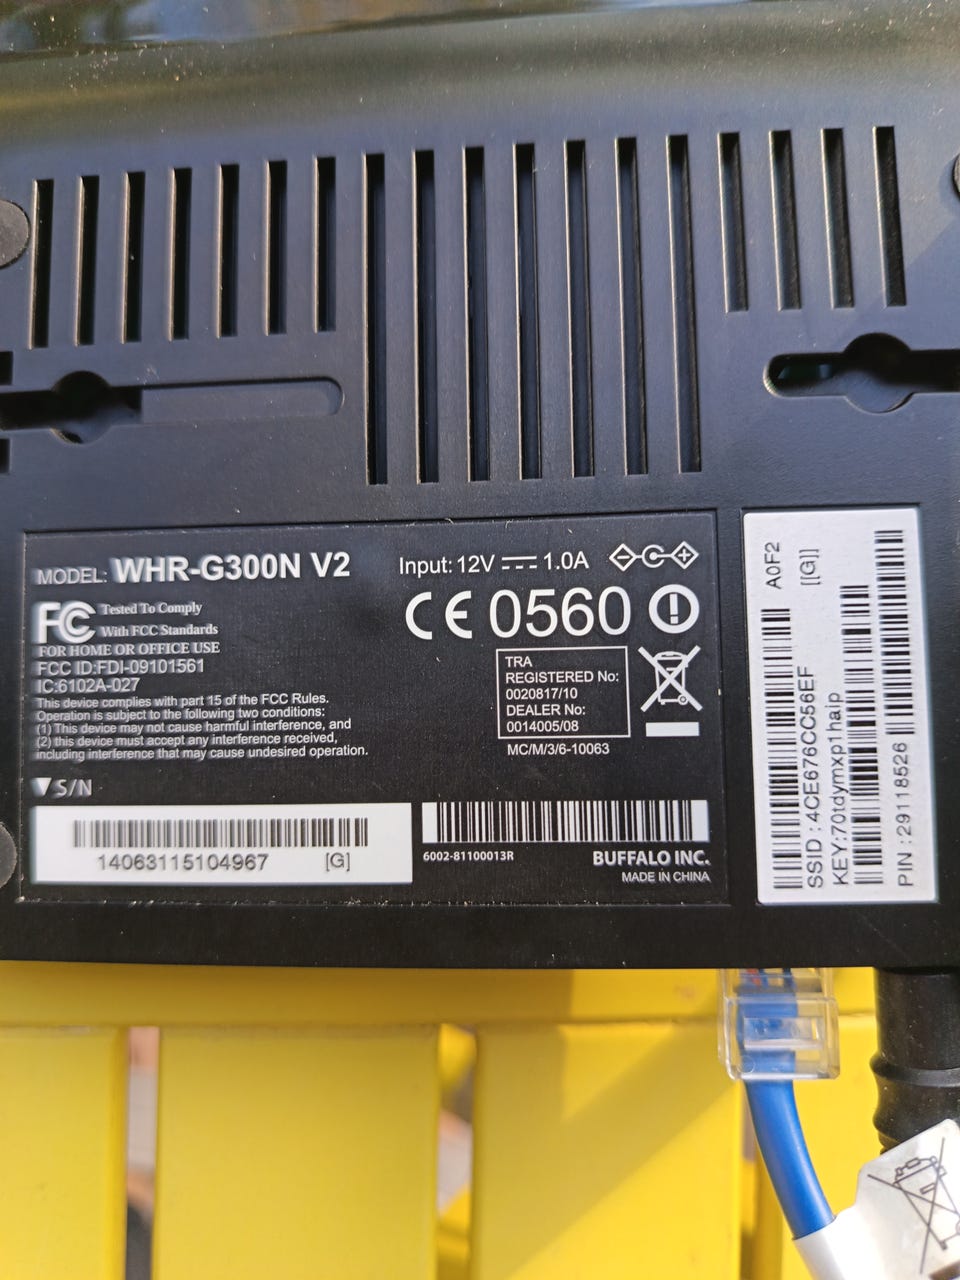 MODEL: WHR-G300N V2
Input: 12V 1.0A
FC Tested To Comply
With FCC Standards
FOR HOME OR OFFICE USE
FCC ID:FDI-09101561
IC:6102A-027
This device complies with part 15 of the FCC Rules.
Operation is subject to the following two conditions:
(1) This device may not cause harmful interference, and
(2) this device must accept any interference received,
including interference that may cause undesired operation.
CE 0560
TRA
REGISTERED No:
0020817/10
DEALER No:
0014005/08
MC/M/3/6-10063
▼S/N
14063115104967 [G]
6002-81100013R
BUFFALO INC.
MADE IN CHINA
A0F2
[[G]]
SSID : 4CE676CC56EF
KEY:70tdymxp1haip
PIN :29118526